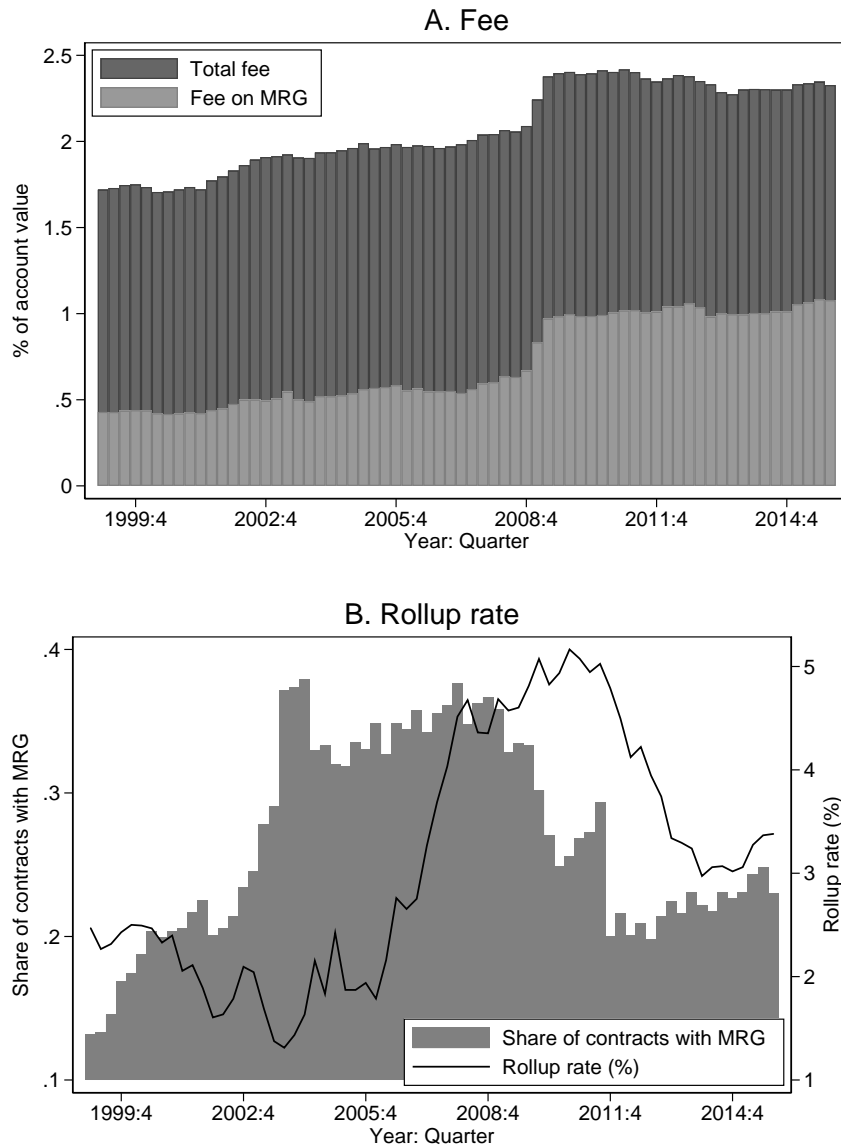 A. Fee
Total fee
Fee on MRG
% of account value
2.5
2
1.5
1
.5
0
1999:4 2002:4 2005:4 2008:4 2011:4 2014:4
Year: Quarter
B. Rollup rate
Share of contracts with MRG
.4
.3
.2
.1
Rollup rate (%)
5
4
3
2
1
Share of contracts with MRG
Rollup rate (%)
1999:4 2002:4 2005:4 2008:4 2011:4 2014:4
Year: Quarter